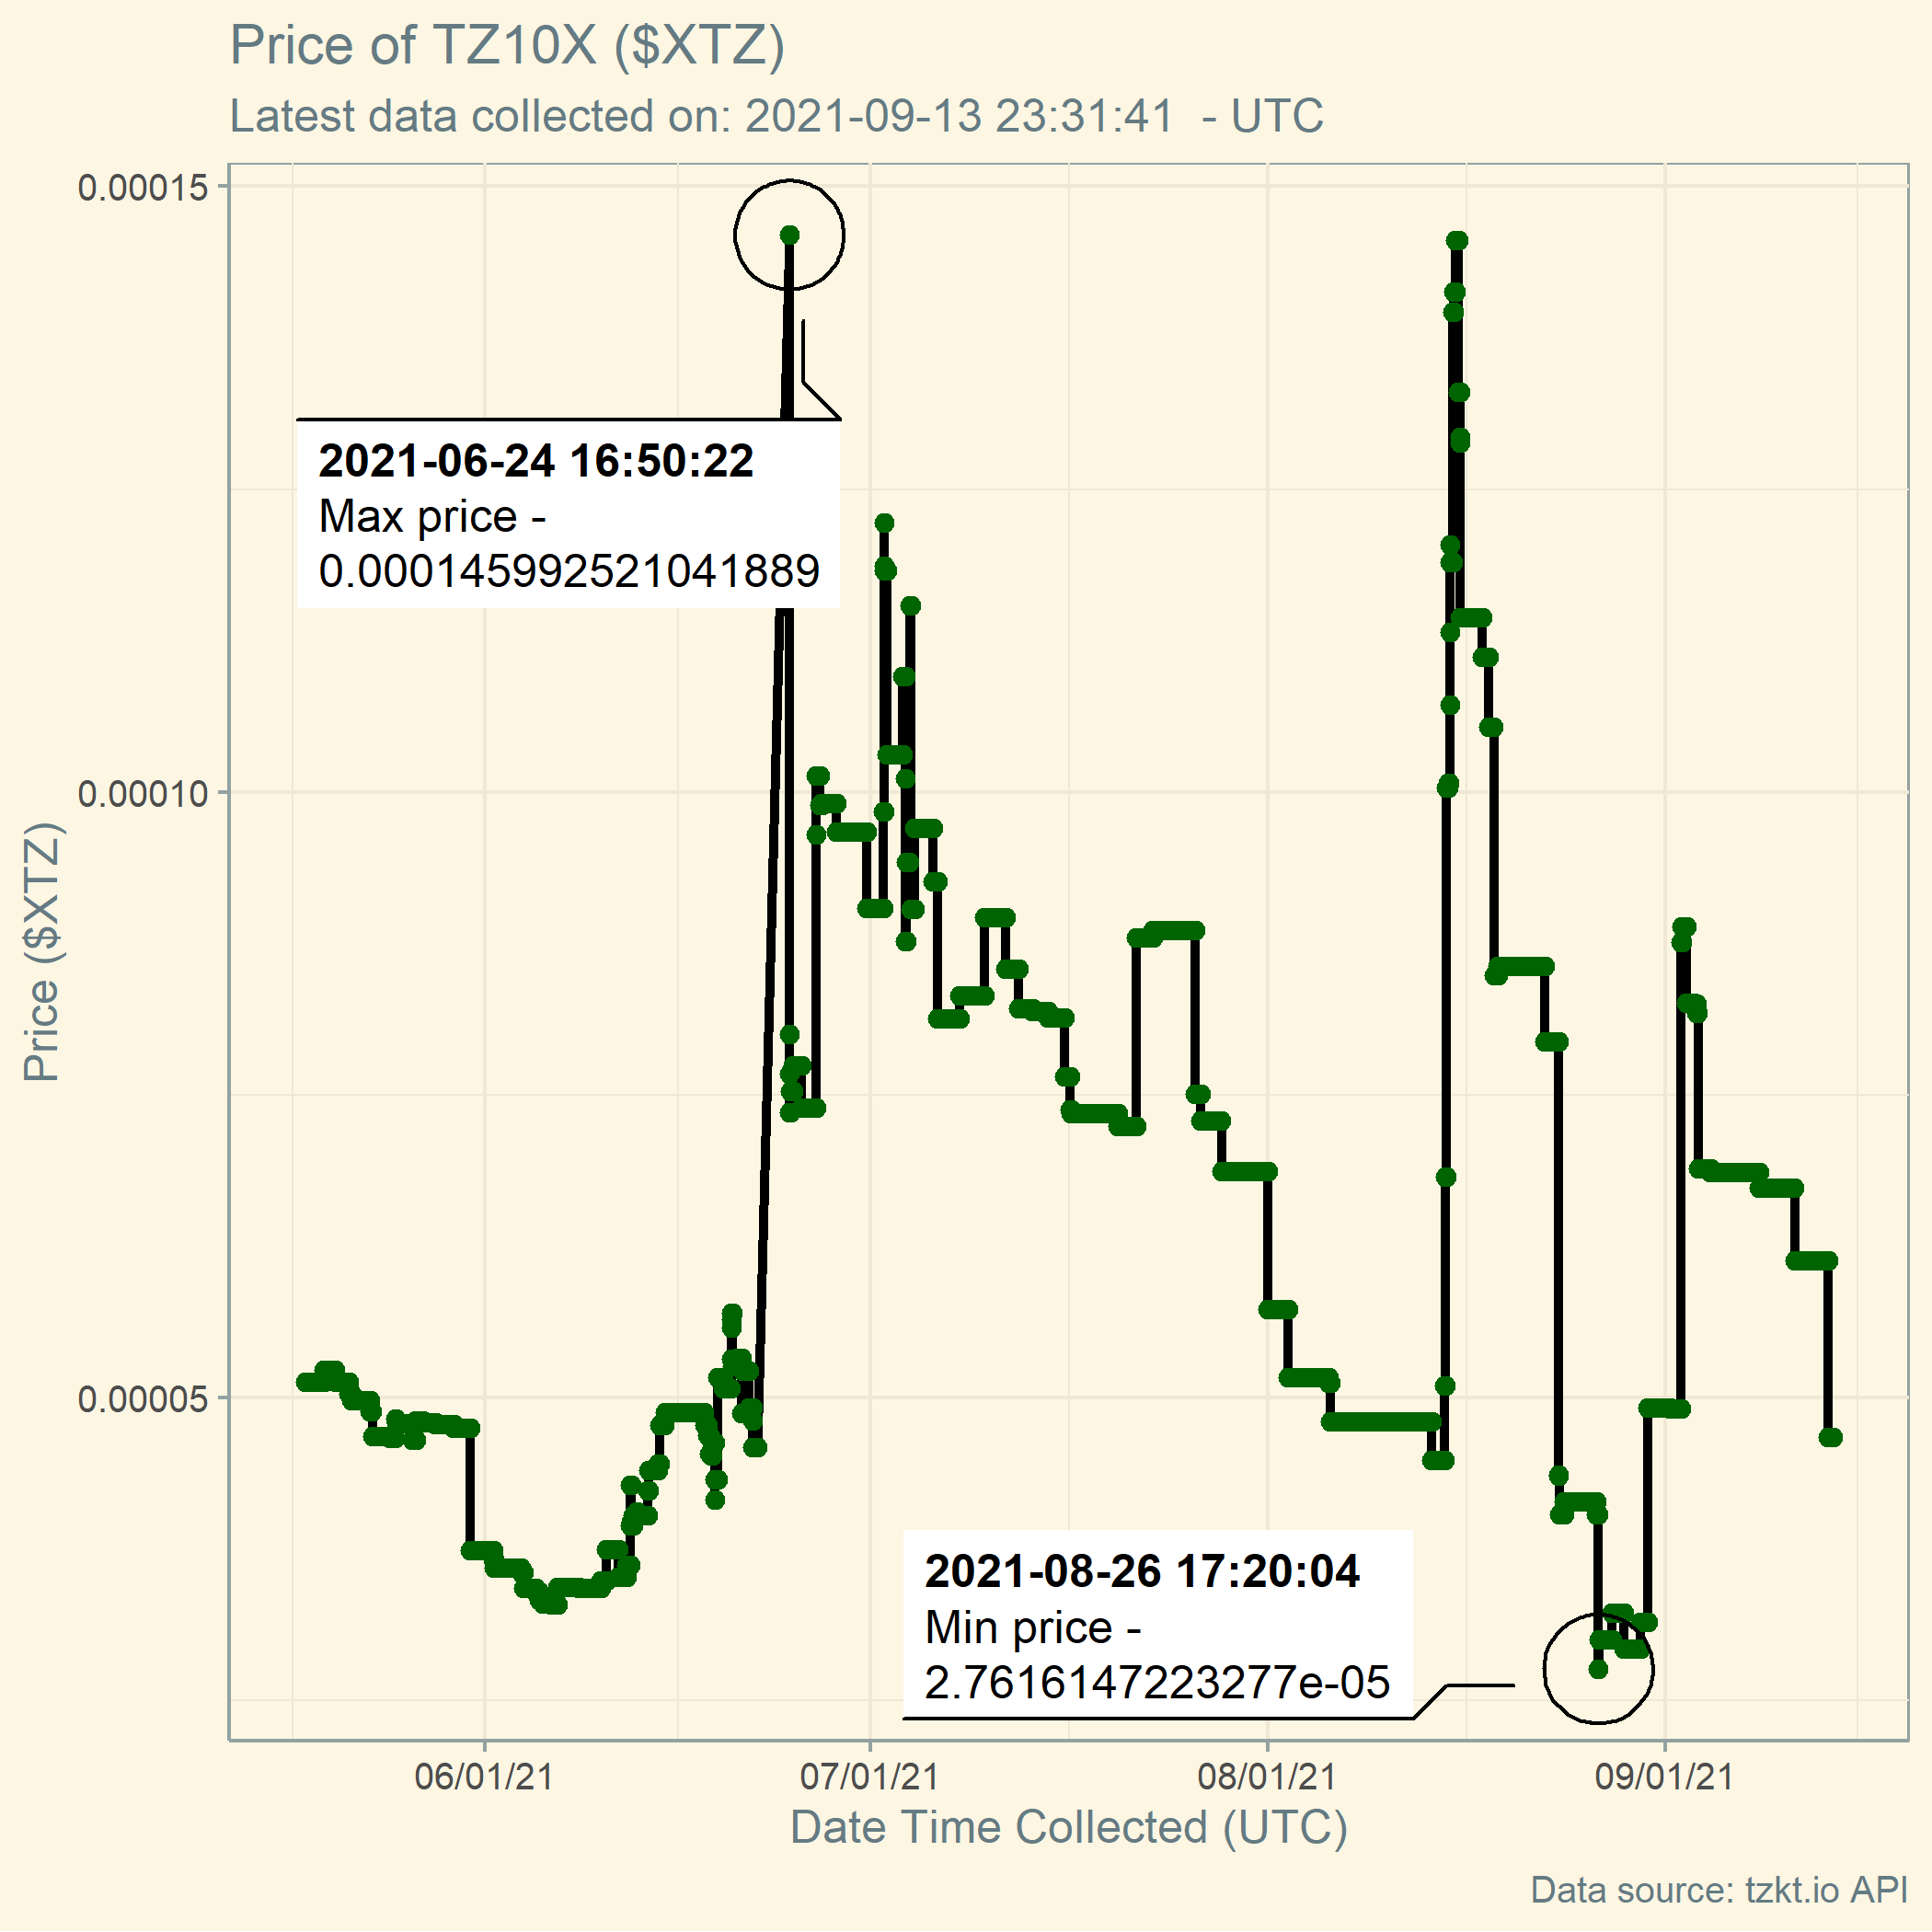 Price of TZ10X ($XTZ)
Latest data collected on: 2021-09-13 23:31:41  - UTC
0.00015
2021-06-24 16:50:22
Max price -
0.000145992521041889
0.00010
Price ($XTZ)
0.00005
2021-08-26 17:20:04
Min price -
2.7616147223277e-05
06/01/21 07/01/21 08/01/21 09/01/21
Date Time Collected (UTC)
Data source: tzkt.io API